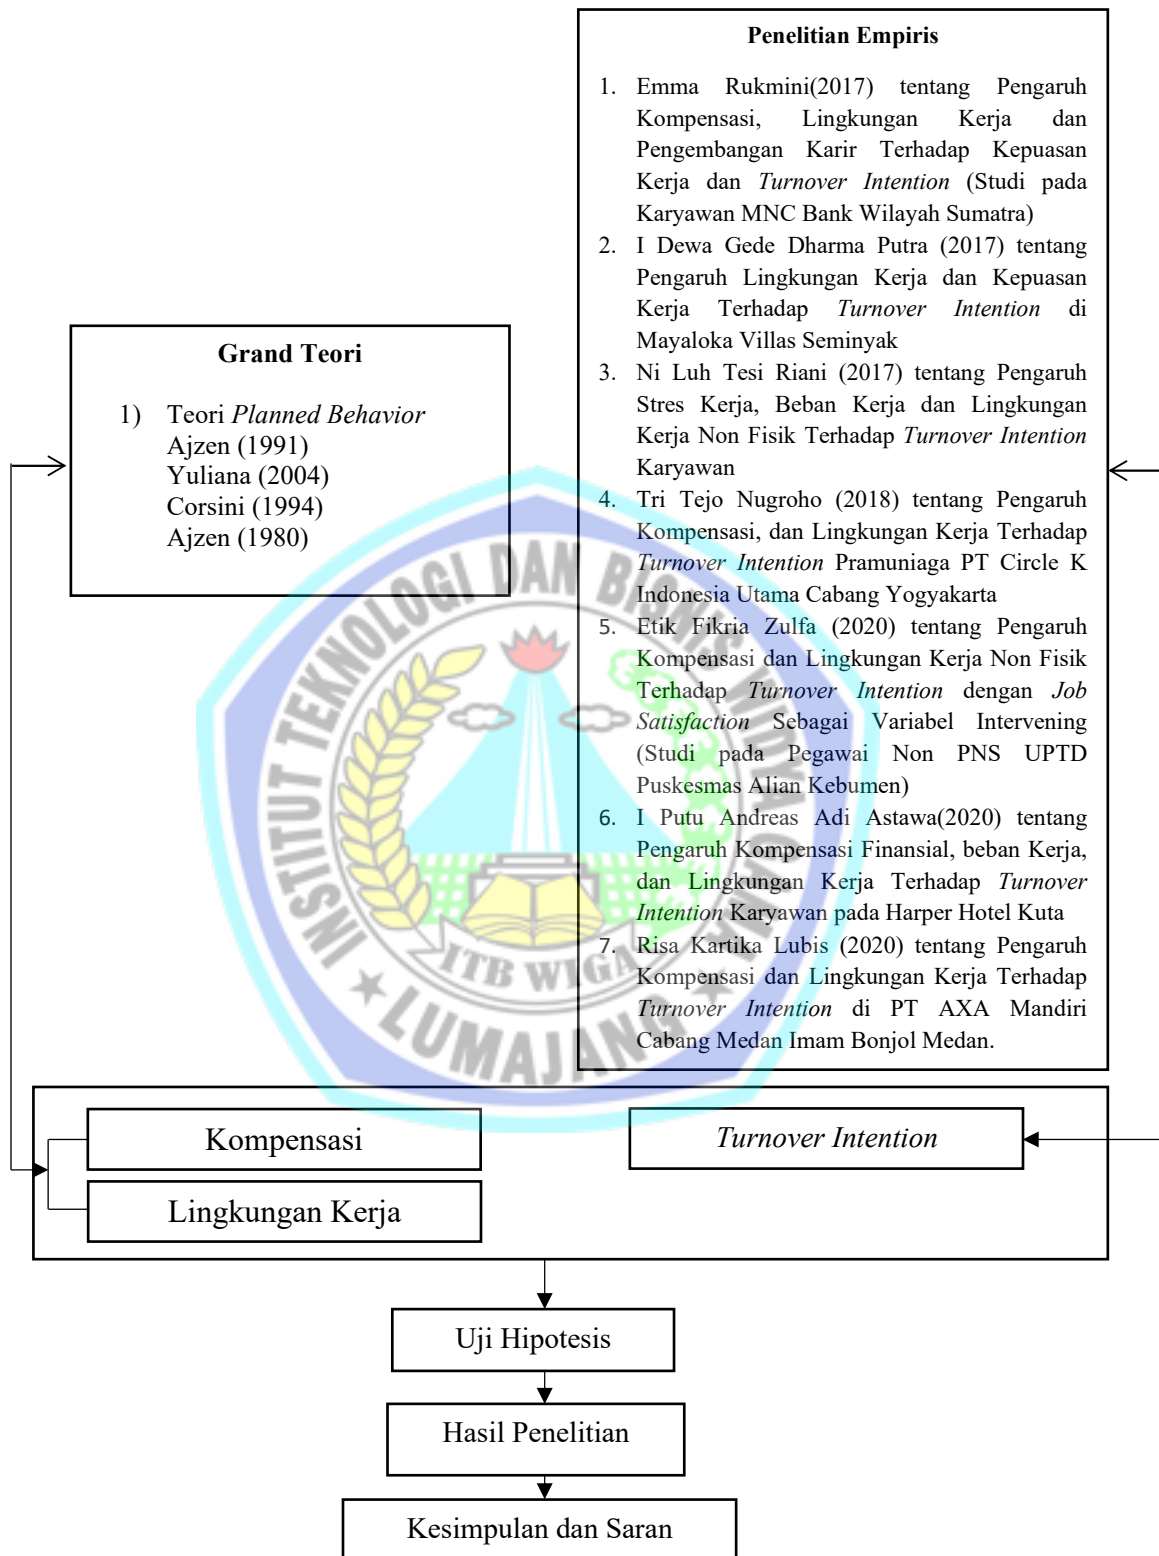 Penelitian Empiris
1. Emma Rukmini(2017) tentang Pengaruh
Kompensasi, Lingkungan Kerja dan
Pengembangan Karir Terhadap Kepuasan
Kerja dan Turnover Intention (Studi pada
Karyawan MNC Bank Wilayah Sumatra)
2. I Dewa Gede Dharma Putra (2017) tentang
Pengaruh Lingkungan Kerja dan Kepuasan
Kerja Terhadap Turnover Intention di
Mayaloka Villas Seminyak
3. Ni Luh Tesi Riani (2017) tentang Pengaruh
Stres Kerja, Beban Kerja dan Lingkungan
Kerja Non Fisik Terhadap Turnover Intention
Karyawan
4. Tri Tejo Nugroho (2018) tentang Pengaruh
Kompensasi, dan Lingkungan Kerja Terhadap
Turnover Intention Pramuniaga PT Circle K
Indonesia Utama Cabang Yogyakarta
5. Etik Fikria Zulfa (2020) tentang Pengaruh
Kompensasi dan Lingkungan Kerja Non Fisik
Terhadap Turnover Intention dengan Job
Satisfaction Sebagai Variabel Intervening
(Studi pada Pegawai Non PNS UPTD
Puskesmas Alian Kebumen)
6. I Putu Andreas Adi Astawa(2020) tentang
Pengaruh Kompensasi Finansial, beban Kerja,
dan Lingkungan Kerja Terhadap Turnover
Intention Karyawan pada Harper Hotel Kuta
7. Risa Kartika Lubis (2020) tentang Pengaruh
Kompensasi dan Lingkungan Kerja Terhadap
Turnover Intention di PT AXA Mandiri
Cabang Medan Imam Bonjol Medan.
Grand Teori
1) Teori Planned Behavior
Ajzen (1991)
Yuliana (2004)
Corsini (1994)
Ajzen (1980)
INSTITUT TEKNOLOGI DAN BISNIS WIDYA GAMA
ITB WIGA
LUMAJANG
Kompensasi
Turnover Intention
Lingkungan Kerja
Uji Hipotesis
Hasil Penelitian
Kesimpulan dan Saran